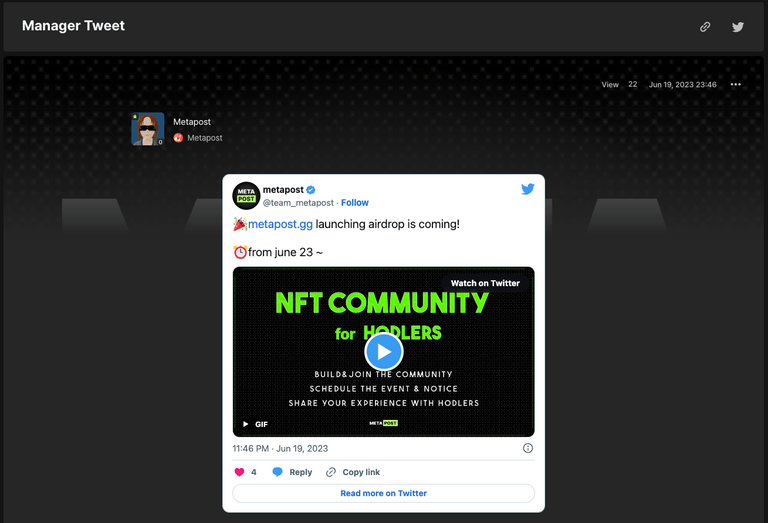 Manager Tweet
View 22 Jun 19, 2023 23:46
Metapost
Metapost
META
POST
metapost
@team_metapost · Follow
🎉metapost.gg launching airdrop is coming!
⏰from june 23 ~
Watch on Twitter
NFT COMMUNITY
for HODLERS
BUILD&JOIN THE COMMUNITY
SCHEDULE THE EVENT & NOTICE
SHARE YOUR EXPERIENCE WITH HODLERS
GIF
METAPOST
11:46 PM · Jun 19, 2023
4 Reply Copy link
Read more on Twitter